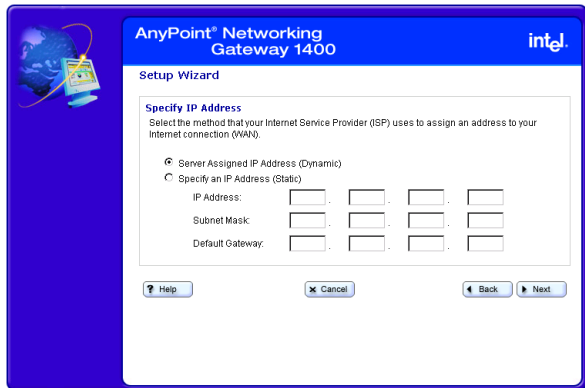 AnyPoint® Networking
Gateway 1400
intel.
Setup Wizard
Specify IP Address
Select the method that your Internet Service Provider (ISP) uses to assign an address to your
Internet connection (WAN).
Server Assigned IP Address (Dynamic)
Specify an IP Address (Static)
IP Address: . . .
Subnet Mask: . . .
Default Gateway: . . .
? Help
x Cancel
Back
Next